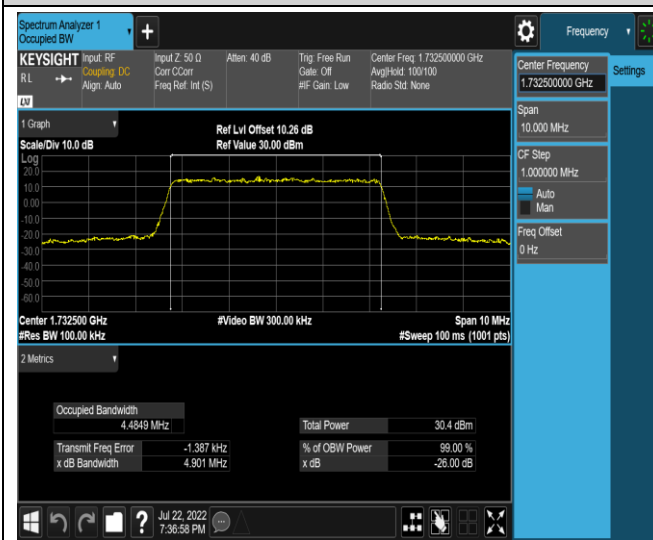 Spectrum Analyzer 1
Occupied BW
+
Frequency
KEYSIGHT
RL
LXI
Input: RF
Coupling: DC
Align: Auto
Input Z: 50 Ω
Corr CCorr
Freq Ref: Int (S)
Atten: 40 dB
Trig: Free Run
Gate: Off
#IF Gain: Low
Center Freq: 1.732500000 GHz
Avg|Hold: 100/100
Radio Std: None
Center Frequency
1.732500000 GHz
Settings
Span
10.000 MHz
CF Step
1.000000 MHz
Auto
Man
Freq Offset
0 Hz
1 Graph
Scale/Div 10.0 dB
Ref Lvl Offset 10.26 dB
Ref Value 30.00 dBm
Log
20.0
10.0
0.00
-10.0
-20.0
-30.0
-50.0
-60.0
Center 1.732500 GHz
#Video BW 300.00 kHz
Span 10 MHz
#Res BW 100.00 kHz
#Sweep 100 ms (1001 pts)
2 Metrics
Occupied Bandwidth
4.4849 MHz
Total Power 30.4 dBm
Transmit Freq Error -1.387 kHz
% of OBW Power 99.00 %
x dB Bandwidth 4.901 MHz
x dB -26.00 dB
?
Jul 22, 2022
7:36:58 PM